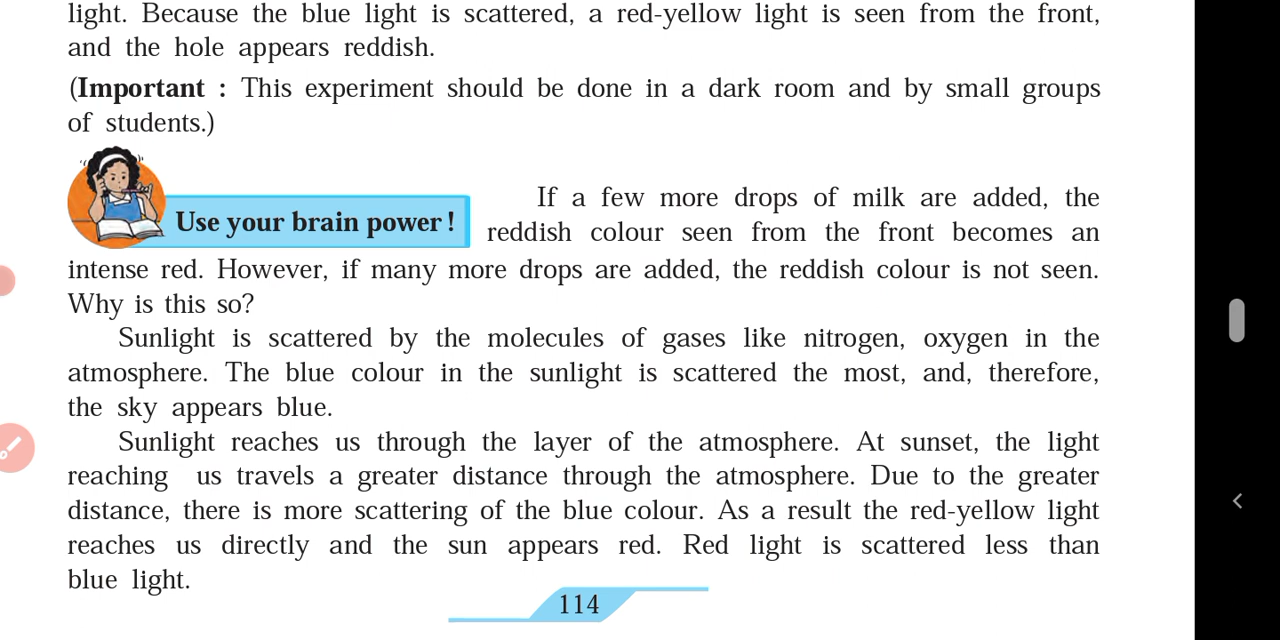 light. Because the blue light is scattered, a red-yellow light is seen from the front,
and the hole appears reddish.
(Important : This experiment should be done in a dark room and by small groups
of students.)
Use your brain power !
If a few more drops of milk are added, the
reddish colour seen from the front becomes an
intense red. However, if many more drops are added, the reddish colour is not seen.
Why is this so?
Sunlight is scattered by the molecules of gases like nitrogen, oxygen in the
atmosphere. The blue colour in the sunlight is scattered the most, and, therefore,
the sky appears blue.
Sunlight reaches us through the layer of the atmosphere. At sunset, the light
reaching us travels a greater distance through the atmosphere. Due to the greater
distance, there is more scattering of the blue colour. As a result the red-yellow light
reaches us directly and the sun appears red. Red light is scattered less than
blue light.
114